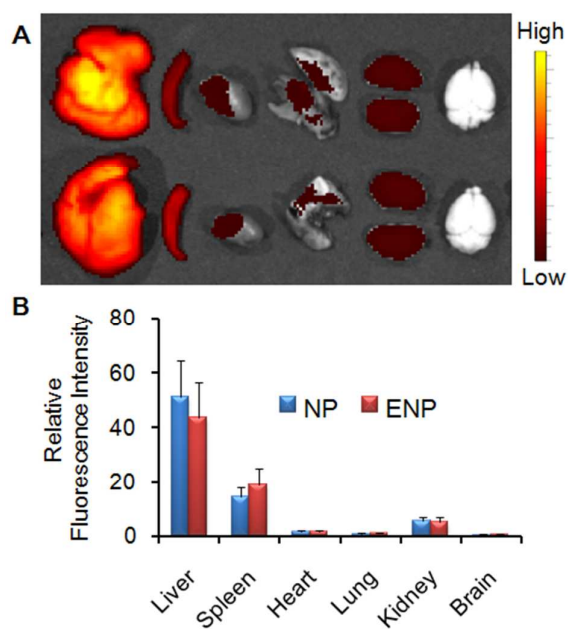 A
High
Low
B
Relative
Fluorescence Intensity
80
60
40
20
0
NP
ENP
Liver
Spleen
Heart
Lung
Kidney
Brain